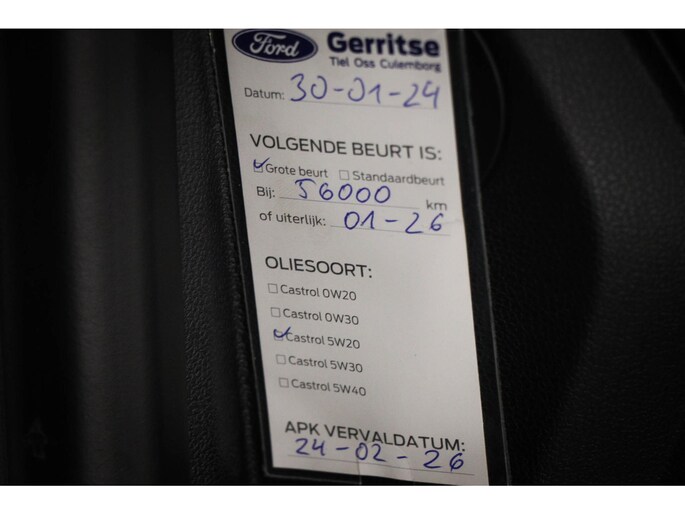 Ford Gerritse
Tiel Oss Culemborg
Datum: 30-01-24
VOLGENDE BEURT IS:
Grote beurt Standaardbeurt
Bij: 56000 km
of uiterlijk: 01-26
OLIESOORT:
Castrol 0W20
Castrol 0W30
Castrol 5W20
Castrol 5W30
Castrol 5W40
APK VERVALDATUM:
24-02-26